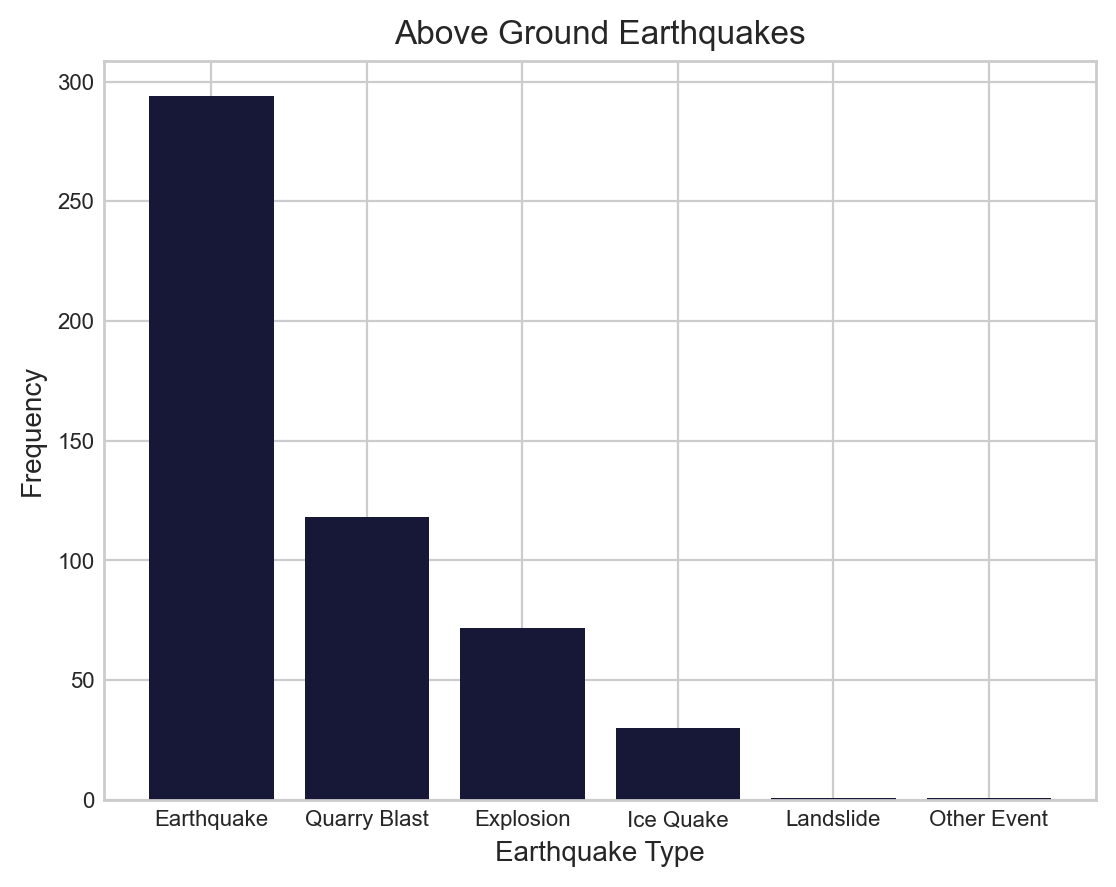 Above Ground Earthquakes
Frequency
300
250
200
150
100
50
0
Earthquake Quarry Blast Explosion Ice Quake Landslide Other Event
Earthquake Type